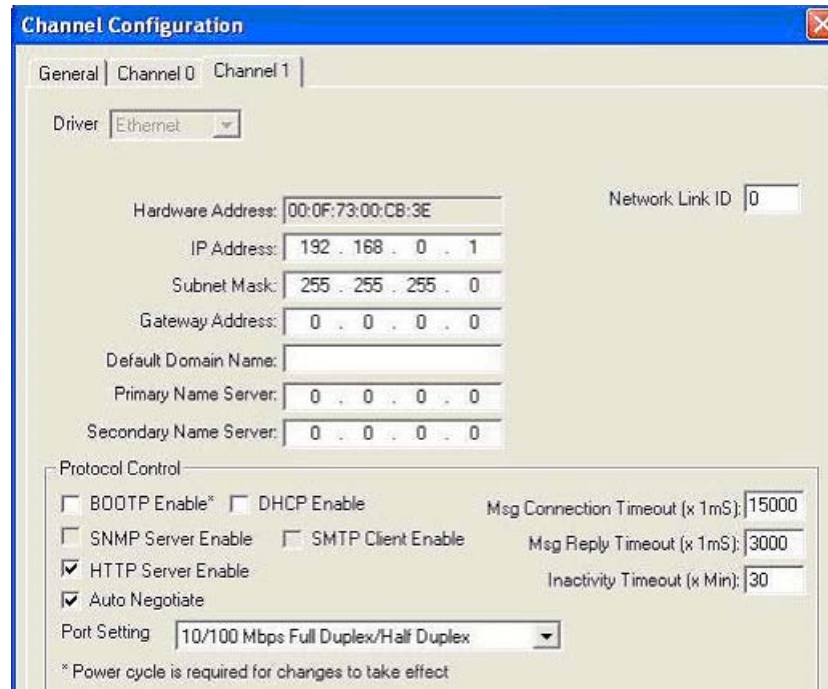 Channel Configuration
General Channel 0 Channel 1
Driver Ethernet
Network Link ID 0
Hardware Address: 00:0F:73:00:CB:3E
IP Address: 192 . 168 . 0 . 1
Subnet Mask: 255 . 255 . 255 . 0
Gateway Address: 0 . 0 . 0 . 0
Default Domain Name:
Primary Name Server: 0 . 0 . 0 . 0
Secondary Name Server: 0 . 0 . 0 . 0
Protocol Control
BOOTP Enable* DHCP Enable
Msg Connection Timeout (x 1mS): 15000
SNMP Server Enable SMTP Client Enable
Msg Reply Timeout (x 1mS): 3000
HTTP Server Enable
Inactivity Timeout (x Min): 30
Auto Negotiate
Port Setting 10/100 Mbps Full Duplex/Half Duplex
* Power cycle is required for changes to take effect